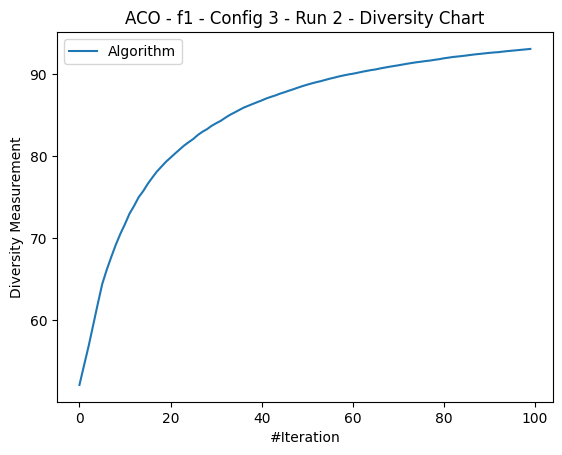 ACO - f1 - Config 3 - Run 2 - Diversity Chart
Algorithm
Diversity Measurement
90
80
70
60
0 20 40 60 80 100
#Iteration